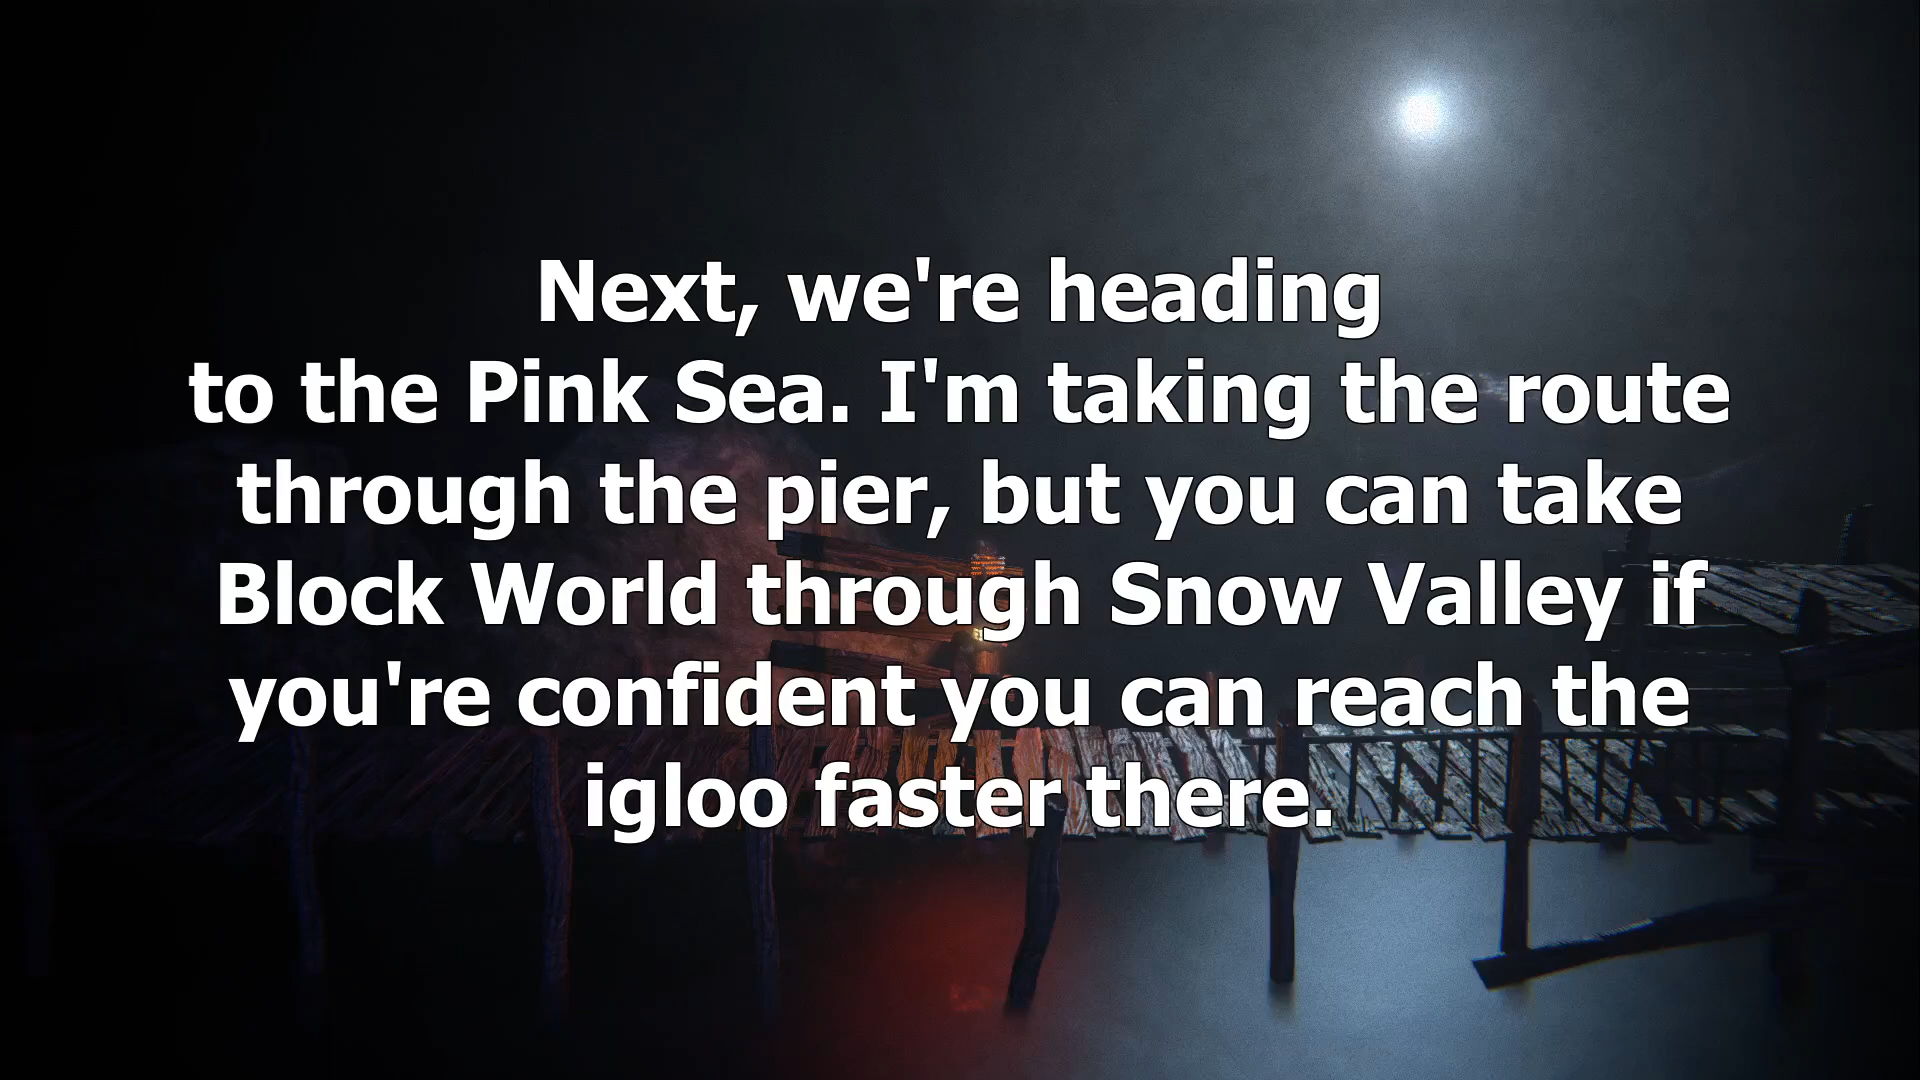 Next, we're heading
to the Pink Sea. I'm taking the route
through the pier, but you can take
Block World through Snow Valley if
you're confident you can reach the
igloo faster there.